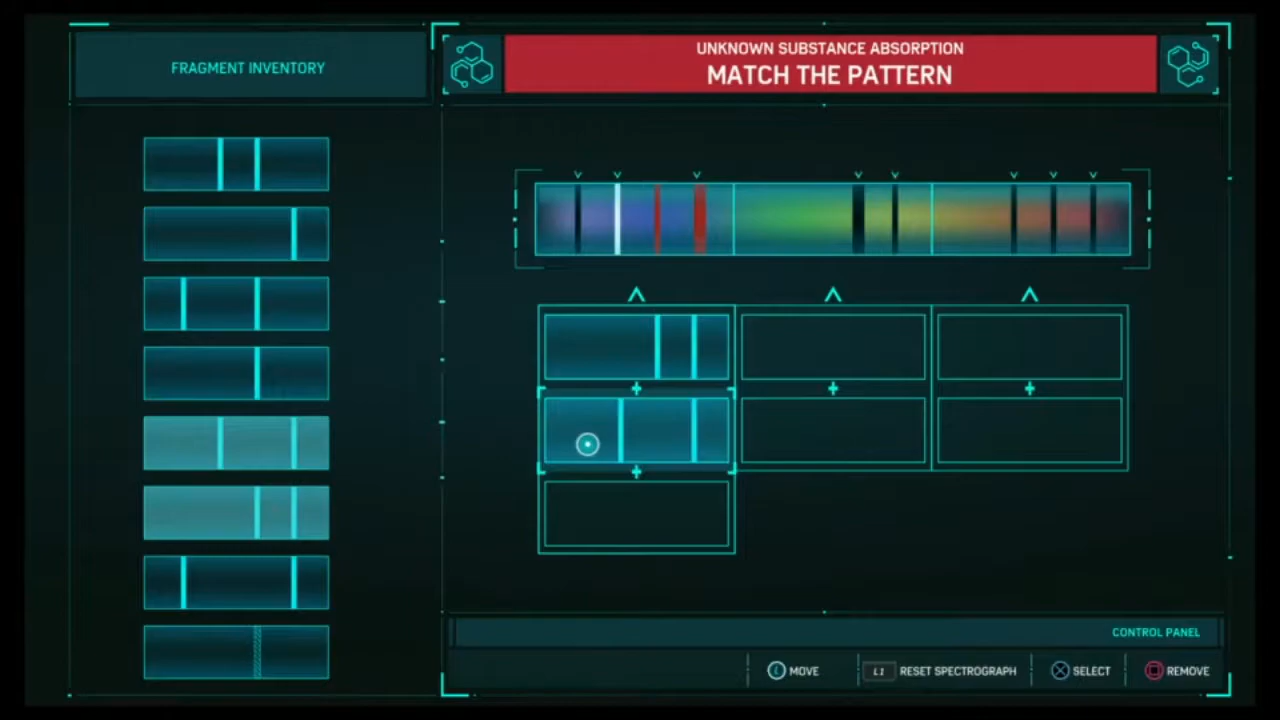 FRAGMENT INVENTORY
UNKNOWN SUBSTANCE ABSORPTION
MATCH THE PATTERN
CONTROL PANEL
L MOVE
L1 RESET SPECTROGRAPH
SELECT
REMOVE